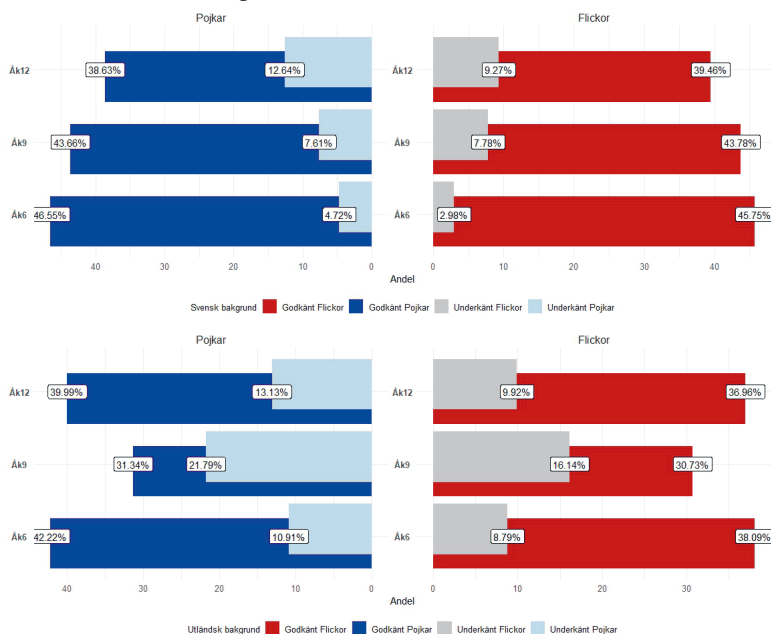 Pojkar
Flickor
Åk12
38.63%
12.64%
9.27%
39.46%
Åk9
43.66%
7.61%
7.78%
43.78%
Åk6
46.55%
4.72%
2.98%
45.75%
40 30 20 10 0
0 10 20 30 40
Andel
Svensk bakgrund Godkänt Flickor Godkänt Pojkar Underkänt Flickor Underkänt Pojkar
Pojkar
Flickor
Åk12
39.99%
13.13%
9.92%
36.96%
Åk9
31.34%
21.79%
16.14%
30.73%
Åk6
42.22%
10.91%
8.79%
38.09%
40 30 20 10 0
0 10 20 30
Andel
Utländsk bakgrund Godkänt Flickor Godkänt Pojkar Underkänt Flickor Underkänt Pojkar